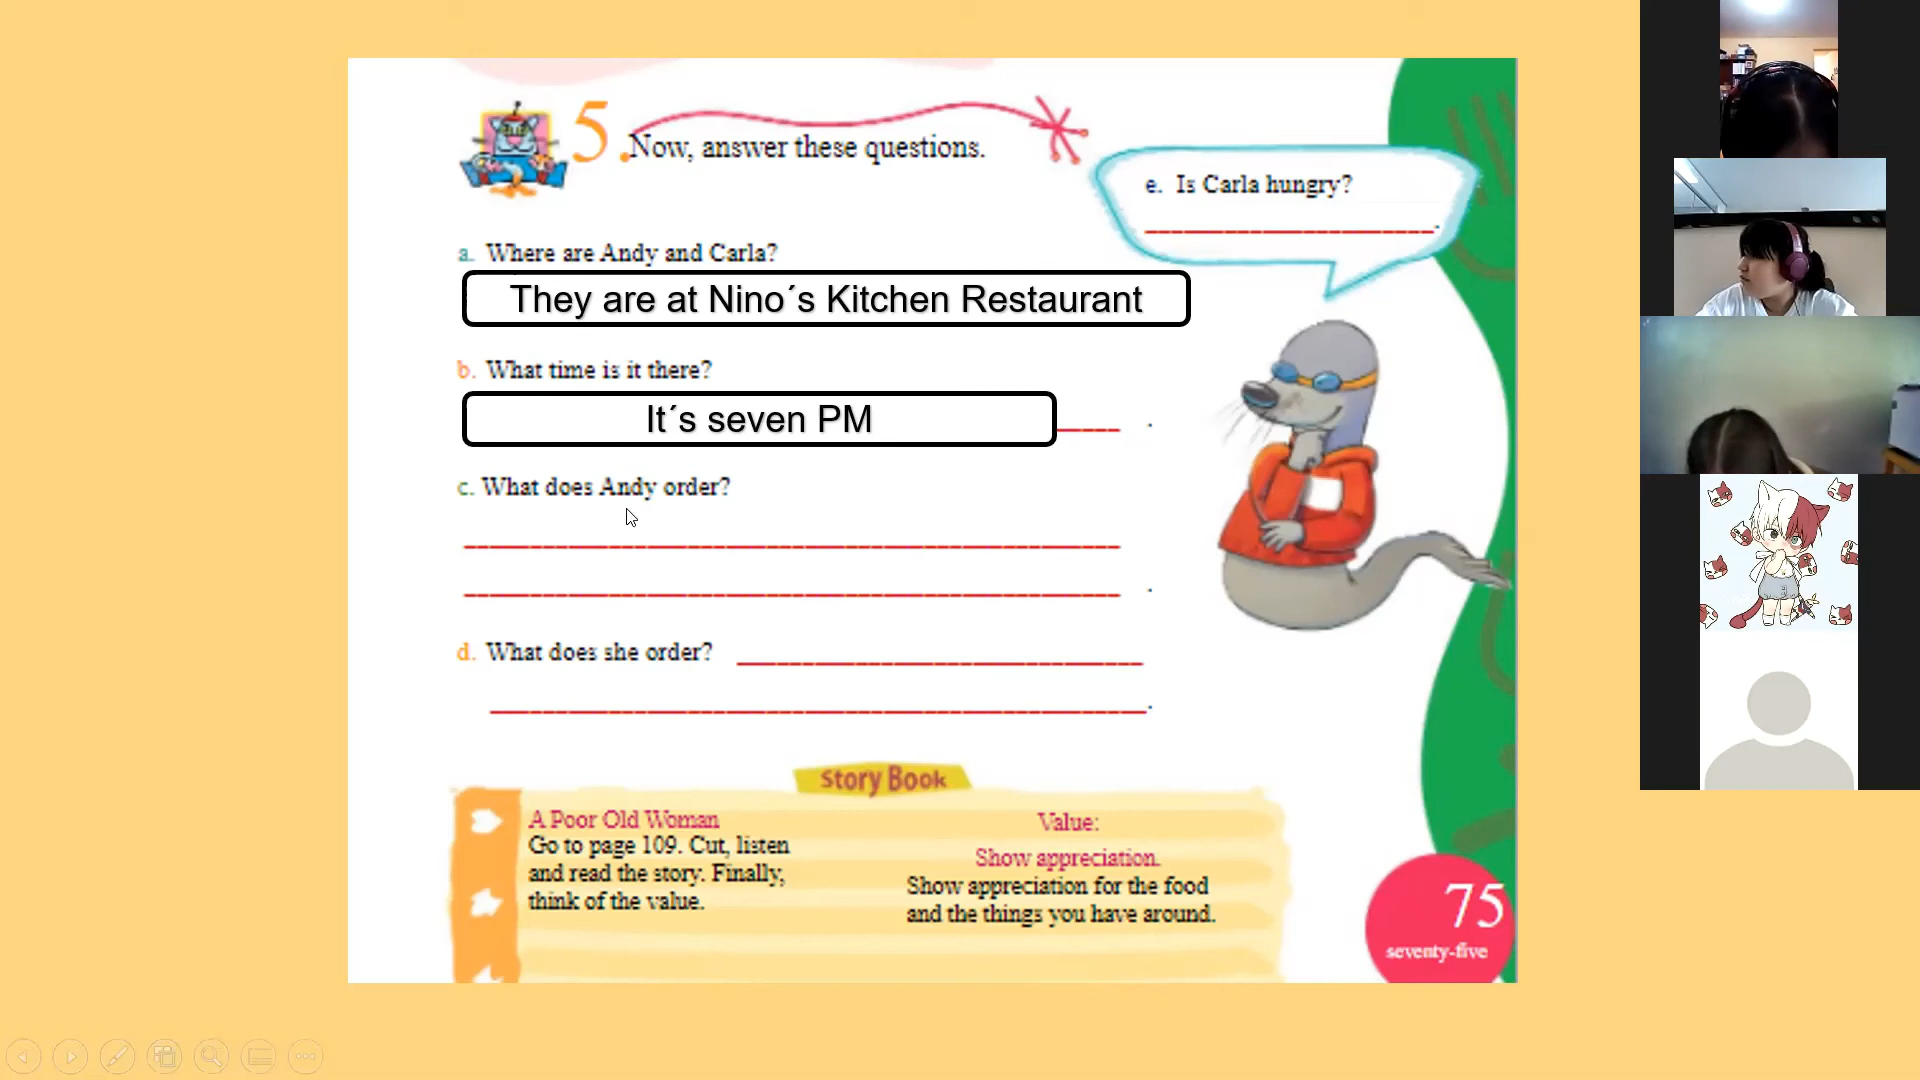 5. Now, answer these questions.
e. Is Carla hungry?
____________________.
a. Where are Andy and Carla?
They are at Nino´s Kitchen Restaurant
b. What time is it there?
It´s seven PM
c. What does Andy order?
d. What does she order?
Story Book
A Poor Old Woman
Go to page 109. Cut, listen
and read the story. Finally,
think of the value.
Value:
Show appreciation.
Show appreciation for the food
and the things you have around.
75
seventy-five